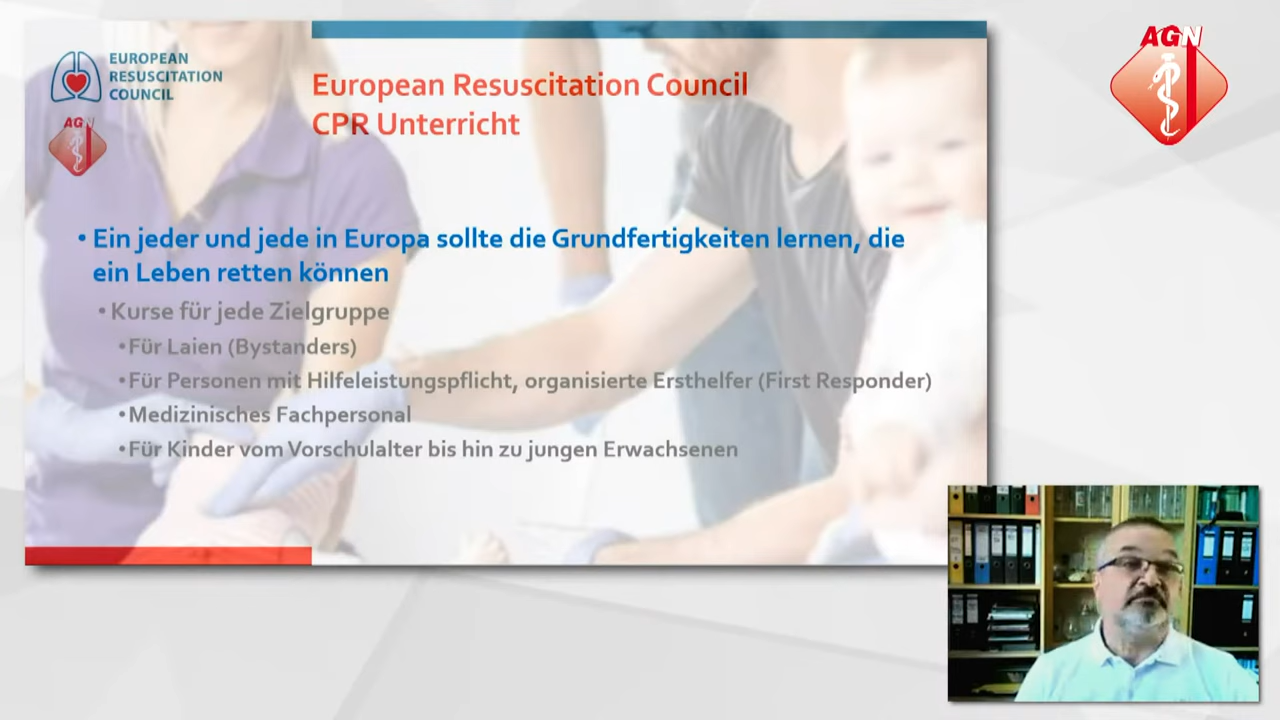 EUROPEAN
RESUSCITATION
COUNCIL
AGN
European Resuscitation Council
CPR Unterricht
• Ein jeder und jede in Europa sollte die Grundfertigkeiten lernen, die
ein Leben retten können
• Kurse für jede Zielgruppe
• Für Laien (Bystanders)
• Für Personen mit Hilfeleistungspflicht, organisierte Ersthelfer (First Responder)
• Medizinisches Fachpersonal
• Für Kinder vom Vorschulalter bis hin zu jungen Erwachsenen
AGN